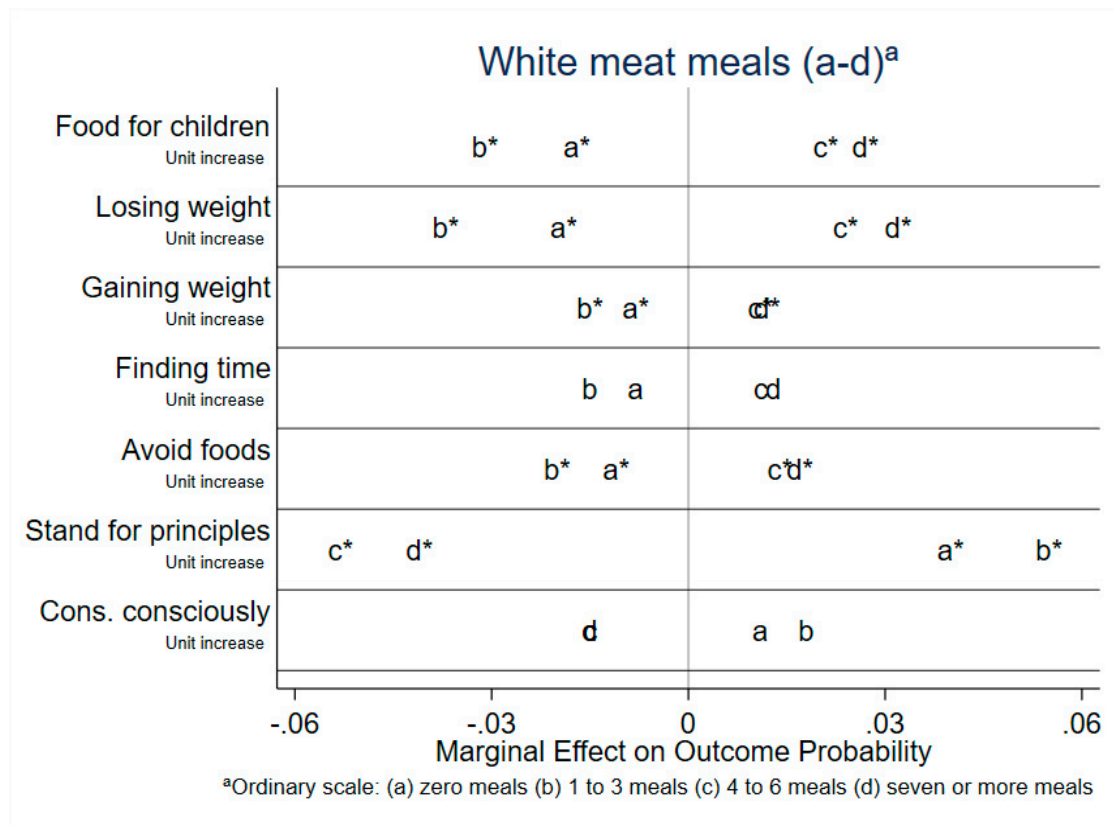 White meat meals (a-d)ᵃ
Food for children
Unit increase
b* a* c* d*
Losing weight
Unit increase
b* a* c* d*
Gaining weight
Unit increase
b* a* c* d*
Finding time
Unit increase
b a c d
Avoid foods
Unit increase
b* a* c* d*
Stand for principles
Unit increase
c* d* a* b*
Cons. consciously
Unit increase
d a b
-.06 -.03 0 .03 .06
Marginal Effect on Outcome Probability
ᵃOrdinary scale: (a) zero meals (b) 1 to 3 meals (c) 4 to 6 meals (d) seven or more meals